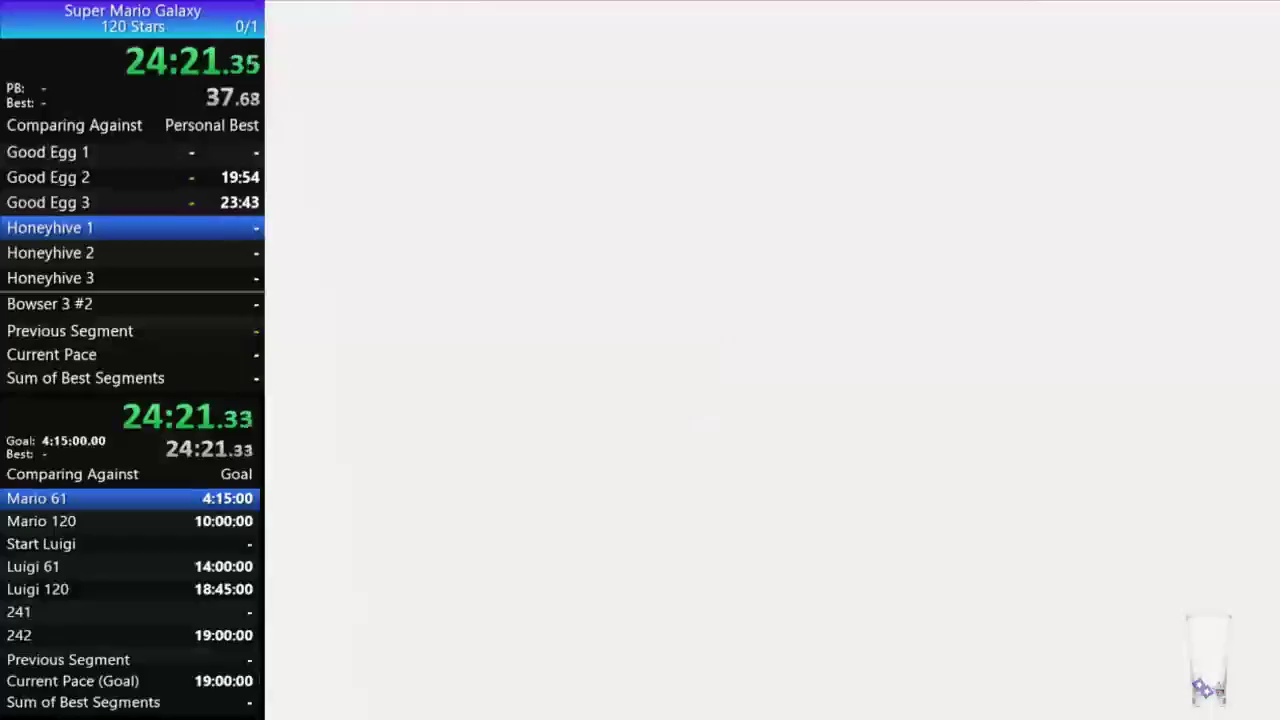 Super Mario Galaxy
120 Stars 0/1
24:21.35
PB: -
Best: - 37.68
Comparing Against Personal Best
Good Egg 1 - -
Good Egg 2 - 19:54
Good Egg 3 - 23:43
Honeyhive 1 -
Honeyhive 2 -
Honeyhive 3 -
Bowser 3 #2 -
Previous Segment -
Current Pace -
Sum of Best Segments -
24:21.33
Goal: 4:15:00.00
Best: - 24:21.33
Comparing Against Goal
Mario 61 4:15:00
Mario 120 10:00:00
Start Luigi -
Luigi 61 14:00:00
Luigi 120 18:45:00
241 -
242 19:00:00
Previous Segment -
Current Pace (Goal) 19:00:00
Sum of Best Segments -